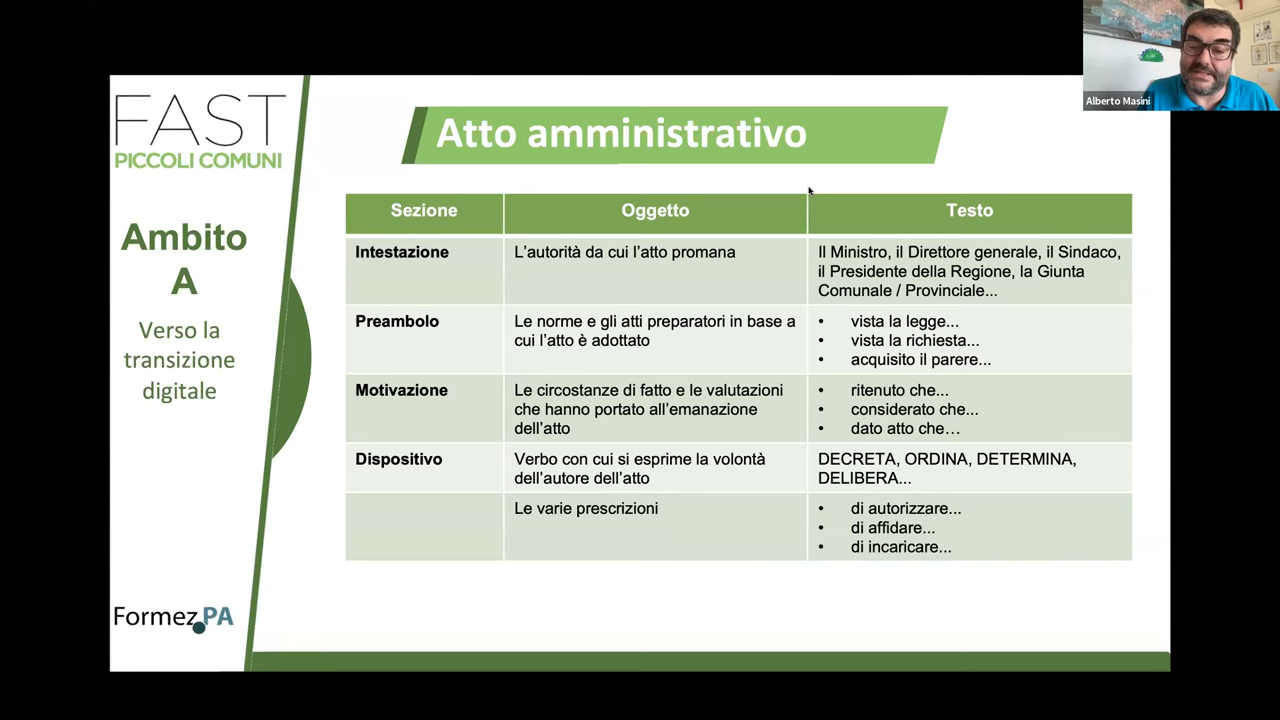 FAST
PICCOLI COMUNI
Ambito
A
Verso la
transizione
digitale
FormezPA
Atto amministrativo
Sezione Oggetto Testo
Intestazione L'autorità da cui l'atto promana Il Ministro, il Direttore generale, il Sindaco,
il Presidente della Regione, la Giunta
Comunale / Provinciale...
Preambolo Le norme e gli atti preparatori in base a • vista la legge...
cui l'atto è adottato • vista la richiesta...
• acquisito il parere...
Motivazione Le circostanze di fatto e le valutazioni • ritenuto che...
che hanno portato all'emanazione • considerato che...
dell'atto • dato atto che…
Dispositivo Verbo con cui si esprime la volontà DECRETA, ORDINA, DETERMINA,
dell'autore dell'atto DELIBERA...
Le varie prescrizioni • di autorizzare...
• di affidare...
• di incaricare...
Alberto Masini